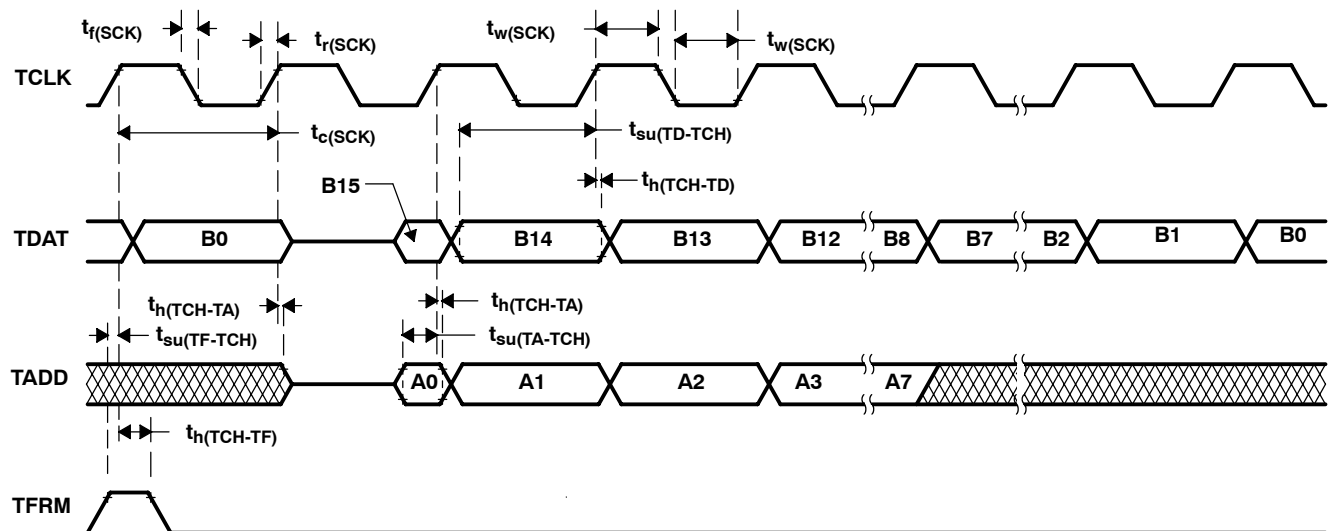 tf(SCK) tr(SCK) tw(SCK) tw(SCK)
TCLK
tc(SCK) tsu(TD-TCH)
B15 th(TCH-TD)
TDAT B0 B14 B13 B12 B8 B7 B2 B1 B0
th(TCH-TA) th(TCH-TA)
tsu(TF-TCH) tsu(TA-TCH)
TADD A0 A1 A2 A3 A7
th(TCH-TF)
TFRM